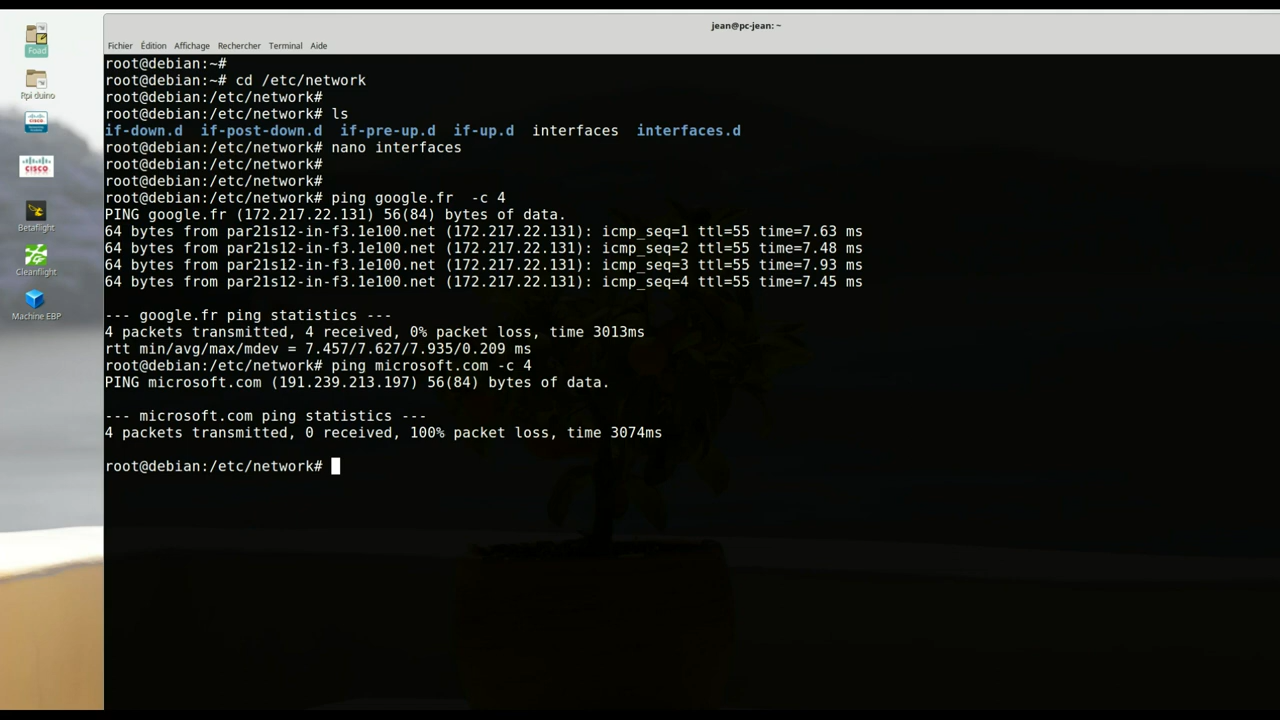 jean@pc-jean: ~
Fichier Édition Affichage Rechercher Terminal Aide
Foad
Rpi duino
CISCO
Betaflight
Cleanflight
Machine EBP
root@debian:~#
root@debian:~# cd /etc/network
root@debian:/etc/network#
root@debian:/etc/network# ls
if-down.d if-post-down.d if-pre-up.d if-up.d interfaces interfaces.d
root@debian:/etc/network# nano interfaces
root@debian:/etc/network#
root@debian:/etc/network#
root@debian:/etc/network# ping google.fr -c 4
PING google.fr (172.217.22.131) 56(84) bytes of data.
64 bytes from par21s12-in-f3.1e100.net (172.217.22.131): icmp_seq=1 ttl=55 time=7.63 ms
64 bytes from par21s12-in-f3.1e100.net (172.217.22.131): icmp_seq=2 ttl=55 time=7.48 ms
64 bytes from par21s12-in-f3.1e100.net (172.217.22.131): icmp_seq=3 ttl=55 time=7.93 ms
64 bytes from par21s12-in-f3.1e100.net (172.217.22.131): icmp_seq=4 ttl=55 time=7.45 ms
--- google.fr ping statistics ---
4 packets transmitted, 4 received, 0% packet loss, time 3013ms
rtt min/avg/max/mdev = 7.457/7.627/7.935/0.209 ms
root@debian:/etc/network# ping microsoft.com -c 4
PING microsoft.com (191.239.213.197) 56(84) bytes of data.
--- microsoft.com ping statistics ---
4 packets transmitted, 0 received, 100% packet loss, time 3074ms
root@debian:/etc/network#